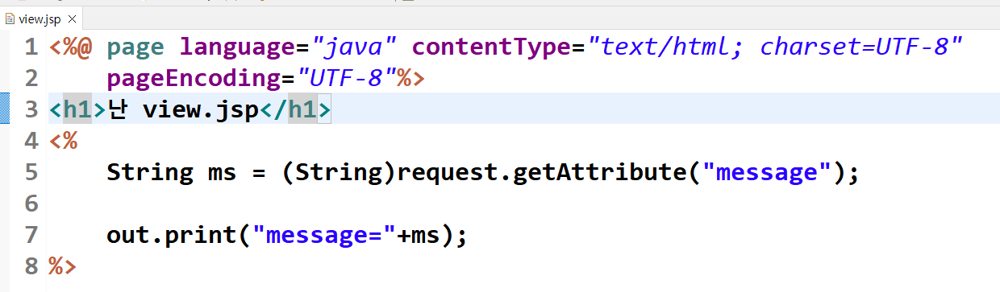 view.jsp
1 <%@ page language="java" contentType="text/html; charset=UTF-8"
2     pageEncoding="UTF-8"%>
3 <h1>난 view.jsp</h1>
4 <%
5     String ms = (String)request.getAttribute("message");
6
7     out.print("message="+ms);
8 %>